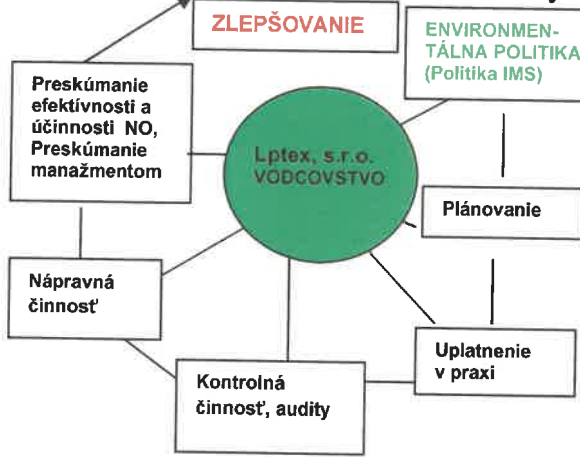 ZLEPŠOVANIE
ENVIRONMEN-
TÁLNA POLITIKA
(Politika IMS)
Preskúmanie
efektívnosti a
účinnosti NO,
Preskúmanie
manažmentom
Lptex, s.r.o.
VODCOVSTVO
Plánovanie
Nápravná
činnosť
Uplatnenie
v praxi
Kontrolná
činnosť, audity